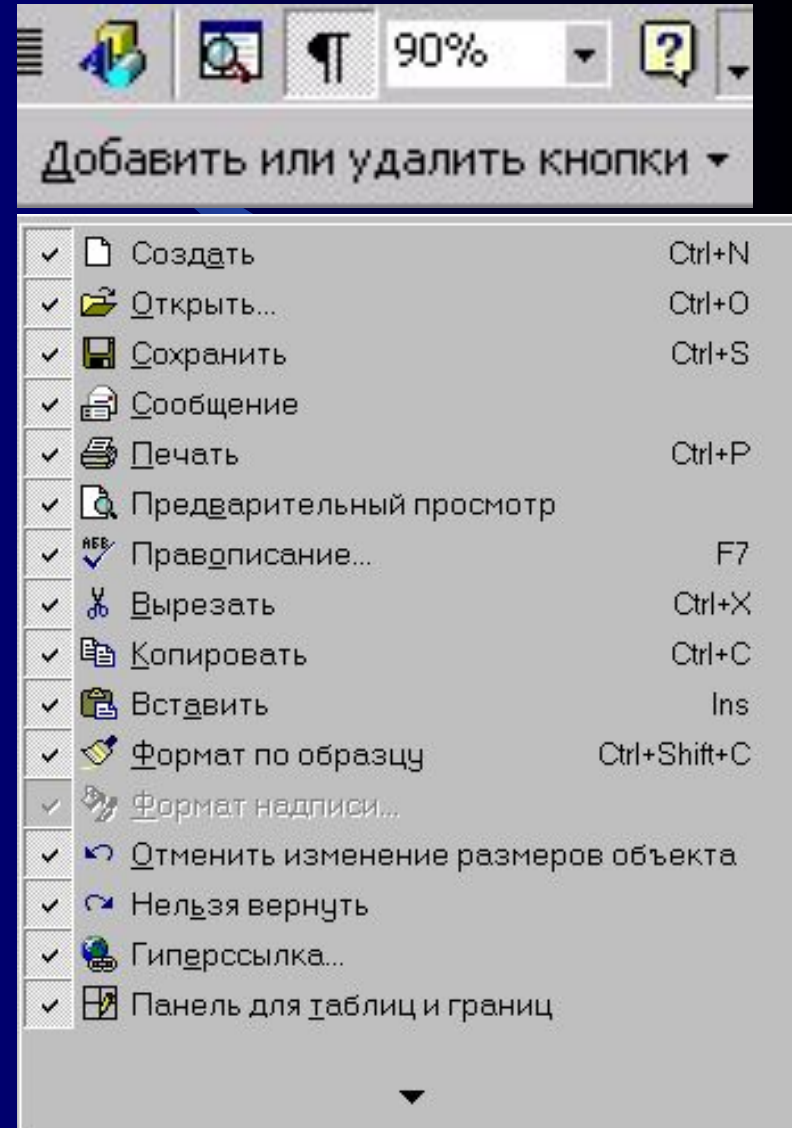 90%
Добавить или удалить кнопки
Создать Ctrl+N
Открыть... Ctrl+O
Сохранить Ctrl+S
Сообщение
Печать Ctrl+P
Предварительный просмотр
Правописание... F7
Вырезать Ctrl+X
Копировать Ctrl+C
Вставить Ins
Формат по образцу Ctrl+Shift+C
Формат надписи...
Отменить изменение размеров объекта
Нельзя вернуть
Гиперссылка...
Панель для таблиц и границ